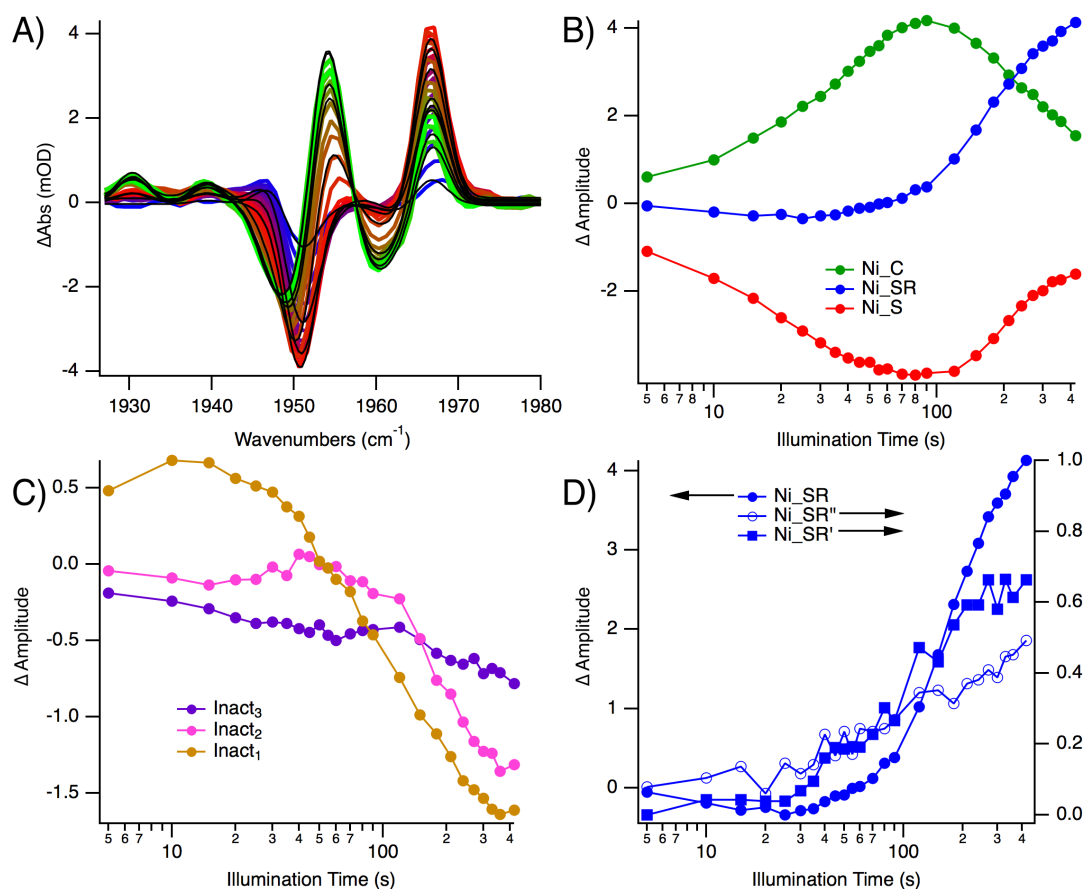 A)
4
2
0
-2
-4
ΔAbs (mOD)
1930 1940 1950 1960 1970 1980
Wavenumbers (cm-1)
B)
4
2
0
-2
Δ Amplitude
Ni_C
Ni_SR
Ni_S
5 6 7 8 10 2 3 4 5 6 7 8 100 2 3 4
Illumination Time (s)
C)
0.5
0.0
-0.5
-1.0
-1.5
Δ Amplitude
Inact3
Inact2
Inact1
5 6 7 8 10 2 3 4 5 6 7 8 100 2 3 4
Illumination Time (s)
D)
4
3
2
1
0
Δ Amplitude
Ni_SR
Ni_SR"
Ni_SR'
1.0
0.8
0.6
0.4
0.2
0.0
5 6 7 8 10 2 3 4 5 6 7 8 100 2 3 4
Illumination Time (s)